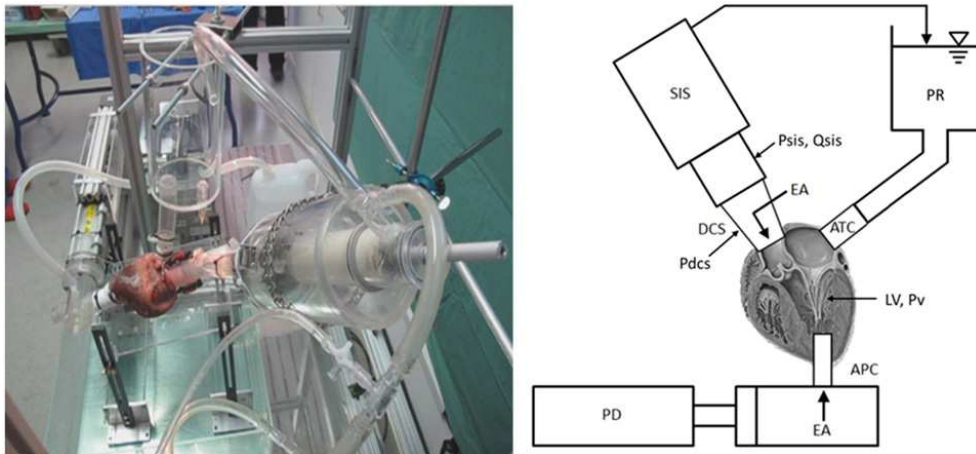 SIS
PR
Psis, Qsis
EA
ATC
DCS
Pdcs
LV, Pv
APC
PD
EA